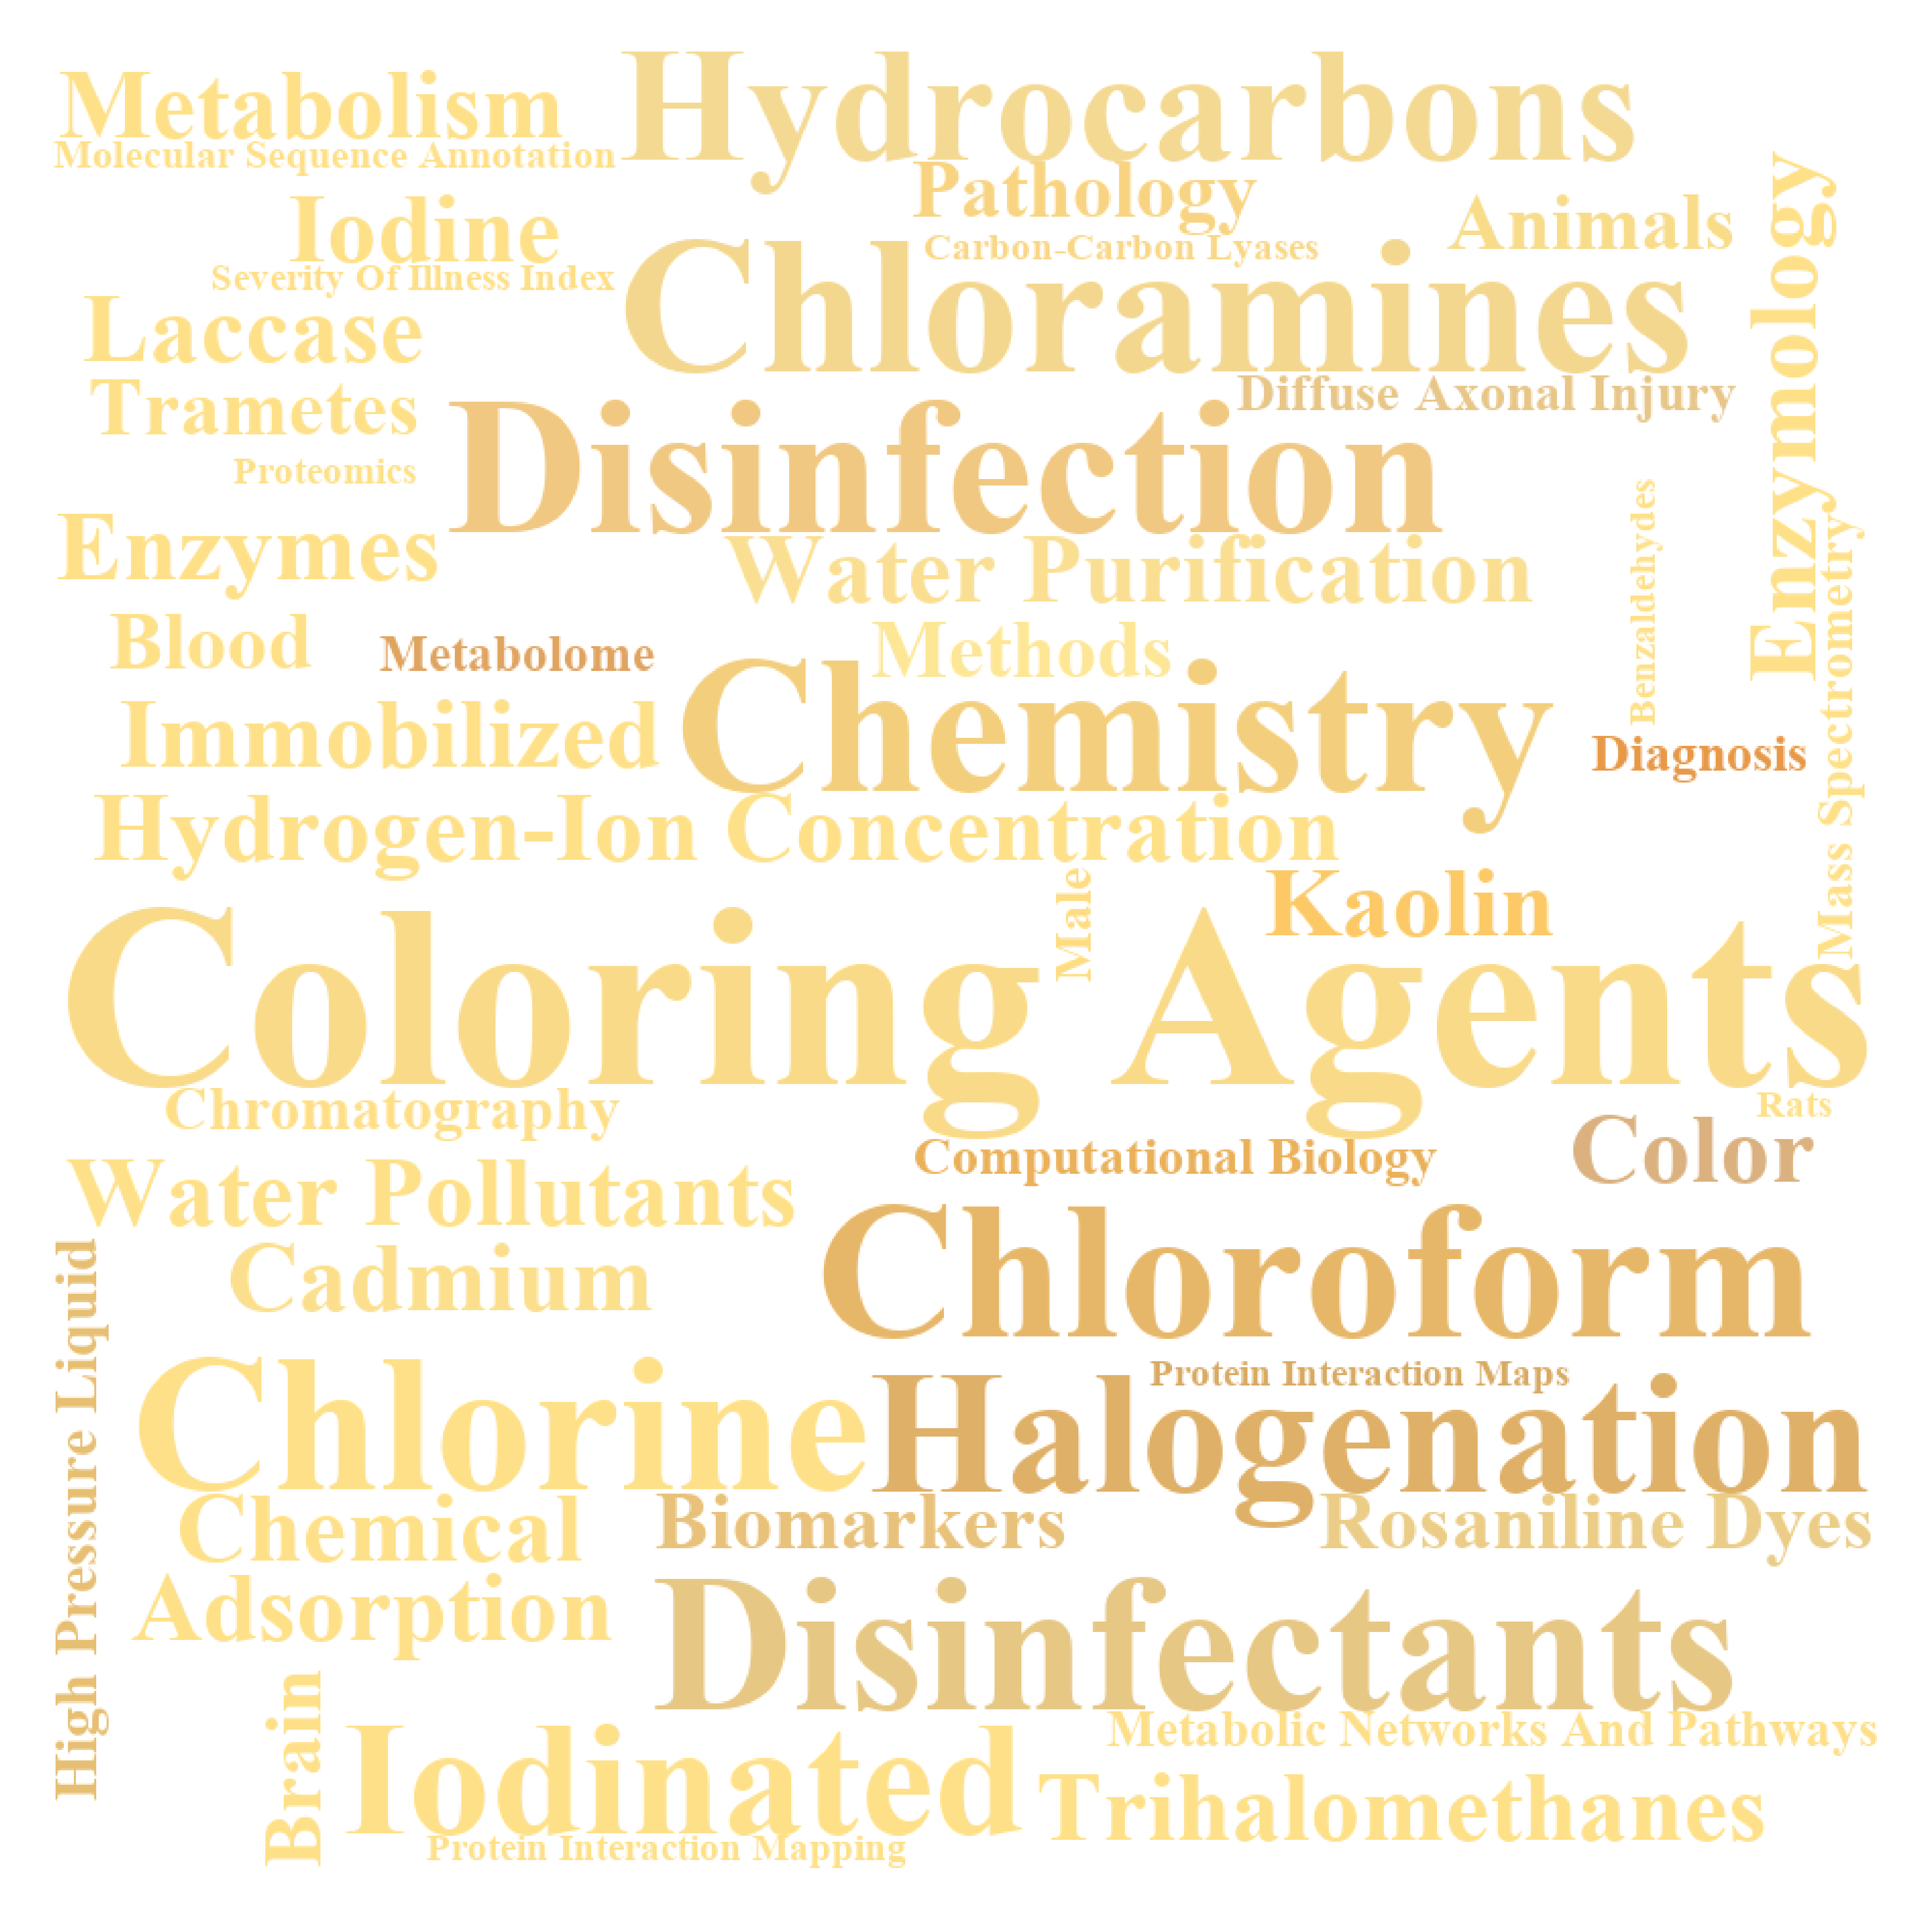 Hydrocarbons
Metabolism
Molecular Sequence Annotation
Pathology
Iodine
Animals
Carbon-Carbon Lyases
Enzymology
Severity Of Illness Index
Chloramines
Laccase
Diffuse Axonal Injury
Trametes
Disinfection
Proteomics
Enzymes
Water Purification
Benzaldehydes
Blood
Metabolome
Methods
Mass Spectrometry
Immobilized
Chemistry
Diagnosis
Hydrogen-Ion Concentration
Male
Kaolin
Coloring Agents
Chromatography
Rats
Computational Biology
Color
Water Pollutants
Cadmium
Chloroform
High Pressure Liquid
Protein Interaction Maps
Chlorine
Halogenation
Chemical
Biomarkers
Rosaniline Dyes
Adsorption
Disinfectants
Brain
Metabolic Networks And Pathways
Iodinated
Trihalomethanes
Protein Interaction Mapping